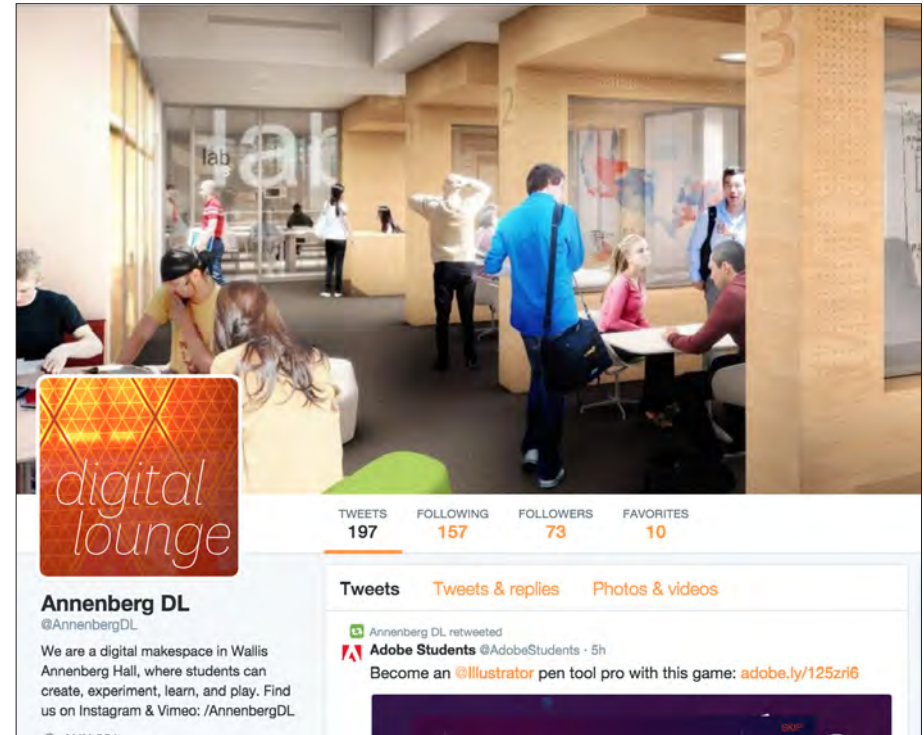 lab
lab
2
3
digital
lounge
TWEETS FOLLOWING FOLLOWERS FAVORITES
197 157 73 10
Annenberg DL
@AnnenbergDL
We are a digital makespace in Wallis
Annenberg Hall, where students can
create, experiment, learn, and play. Find
us on Instagram & Vimeo: /AnnenbergDL
Tweets Tweets & replies Photos & videos
Annenberg DL retweeted
Adobe Students @AdobeStudents · 5h
Become an @Illustrator pen tool pro with this game: adobe.ly/125zri6
SKIP